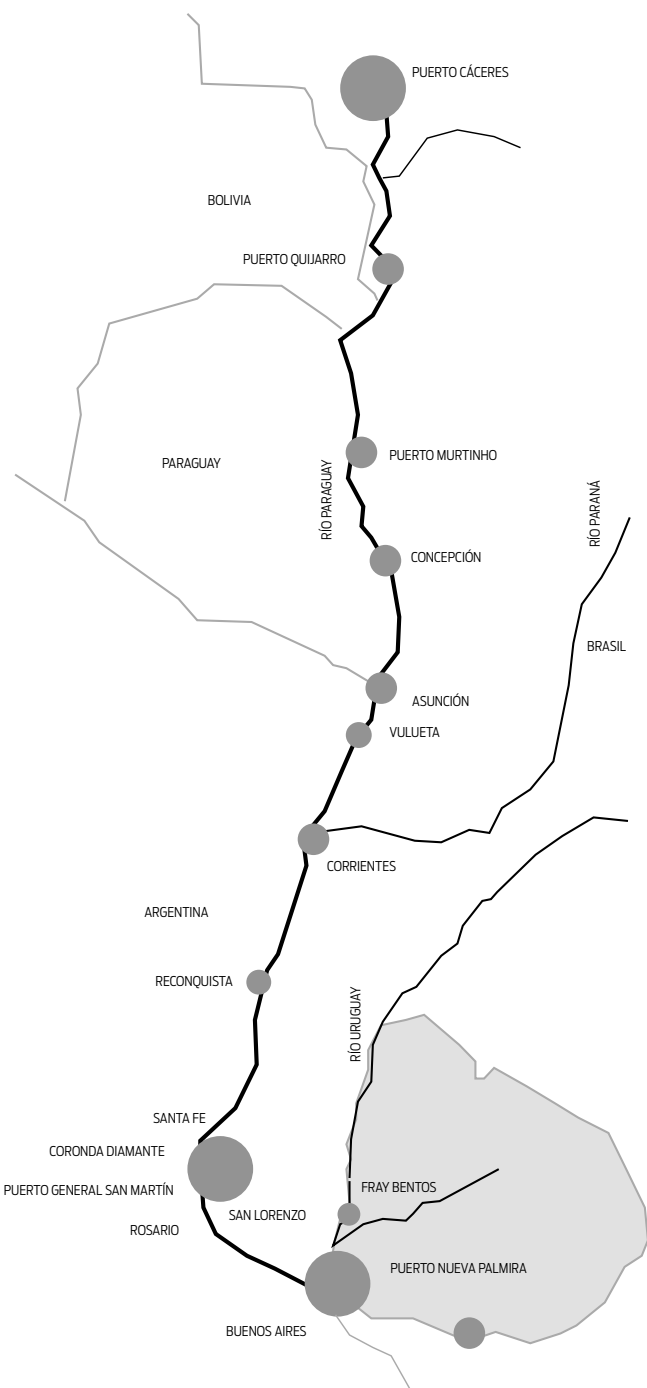 PUERTO CÁCERES
BOLIVIA
PUERTO QUIJARRO
PUERTO MURTINHO
PARAGUAY
RÍO PARAGUAY
RÍO PARANÁ
CONCEPCIÓN
BRASIL
ASUNCIÓN
VULUETA
CORRIENTES
ARGENTINA
RECONQUISTA
RÍO URUGUAY
SANTA FE
CORONDA DIAMANTE
PUERTO GENERAL SAN MARTÍN
FRAY BENTOS
SAN LORENZO
ROSARIO
PUERTO NUEVA PALMIRA
BUENOS AIRES